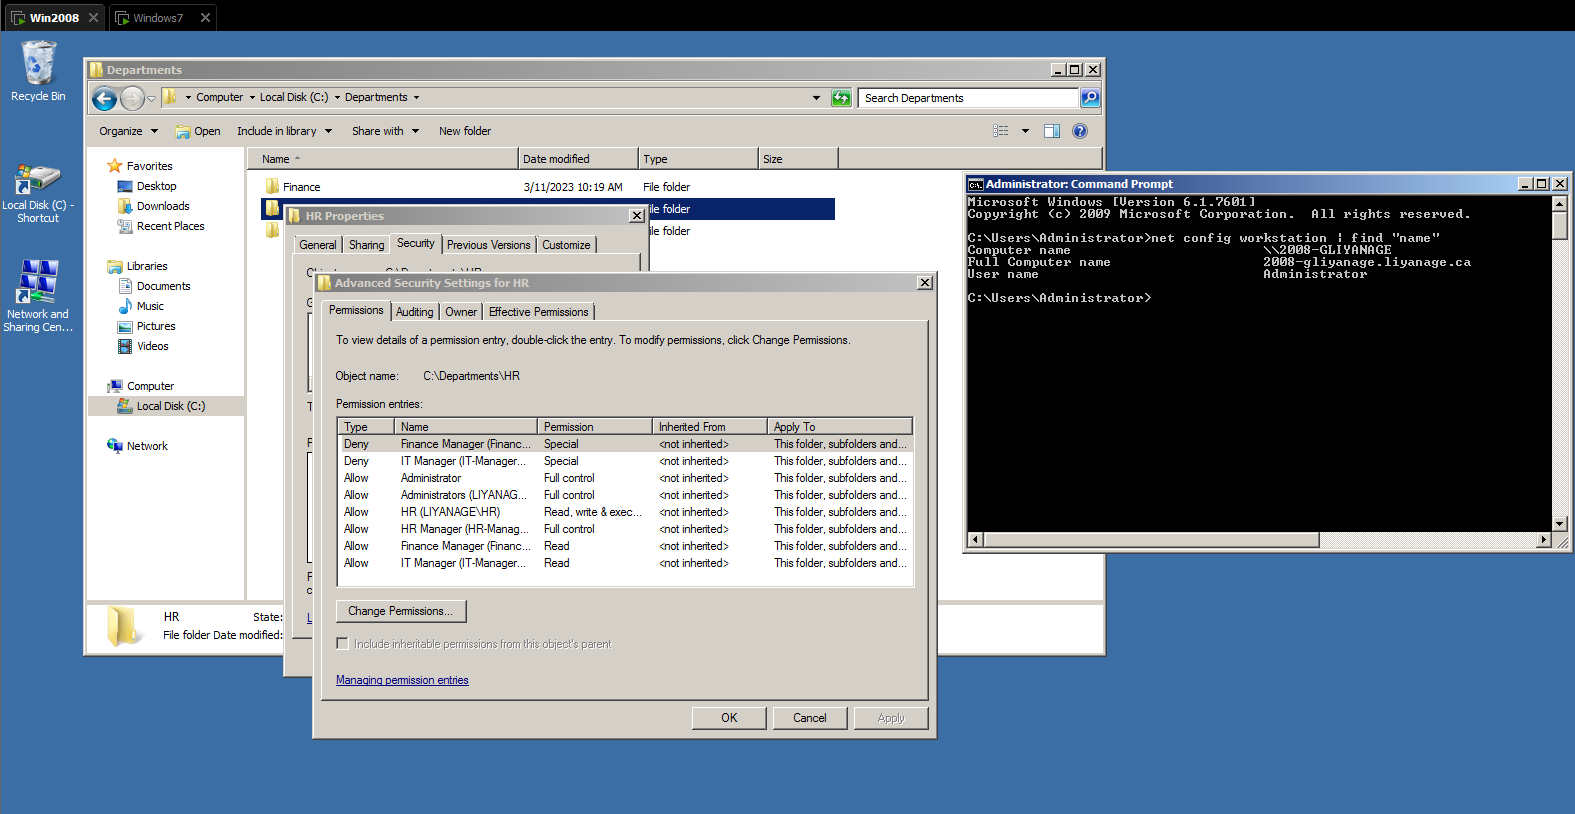 Win2008
Windows7
Recycle Bin
Local Disk (C) -
Shortcut
Network and
Sharing Cen...
Departments
Computer Local Disk (C:) Departments
Search Departments
Organize Open Include in library Share with New folder
Favorites
Desktop
Downloads
Recent Places
Libraries
Documents
Music
Pictures
Videos
Computer
Local Disk (C:)
Network
Name Date modified Type Size
Finance 3/11/2023 10:19 AM File folder
ile folder
ile folder
HR State:
File folder Date modified:
HR Properties
General Sharing Security Previous Versions Customize
Advanced Security Settings for HR
Permissions Auditing Owner Effective Permissions
To view details of a permission entry, double-click the entry. To modify permissions, click Change Permissions.
Object name: C:\Departments\HR
Permission entries:
Type Name Permission Inherited From Apply To
Deny Finance Manager (Financ... Special <not inherited> This folder, subfolders and...
Deny IT Manager (IT-Manager... Special <not inherited> This folder, subfolders and...
Allow Administrator Full control <not inherited> This folder, subfolders and...
Allow Administrators (LIYANAG... Full control <not inherited> This folder, subfolders and...
Allow HR (LIYANAGE\HR) Read, write & exec... <not inherited> This folder, subfolders and...
Allow HR Manager (HR-Manag... Full control <not inherited> This folder, subfolders and...
Allow Finance Manager (Financ... Read <not inherited> This folder, subfolders and...
Allow IT Manager (IT-Manager... Read <not inherited> This folder, subfolders and...
Change Permissions...
Include inheritable permissions from this object's parent
Managing permission entries
OK Cancel Apply
Administrator: Command Prompt
Microsoft Windows [Version 6.1.7601]
Copyright (c) 2009 Microsoft Corporation. All rights reserved.
C:\Users\Administrator>net config workstation | find "name"
Computer name \\2008-GLIYANAGE
Full Computer name 2008-gliyanage.liyanage.ca
User name Administrator
C:\Users\Administrator>